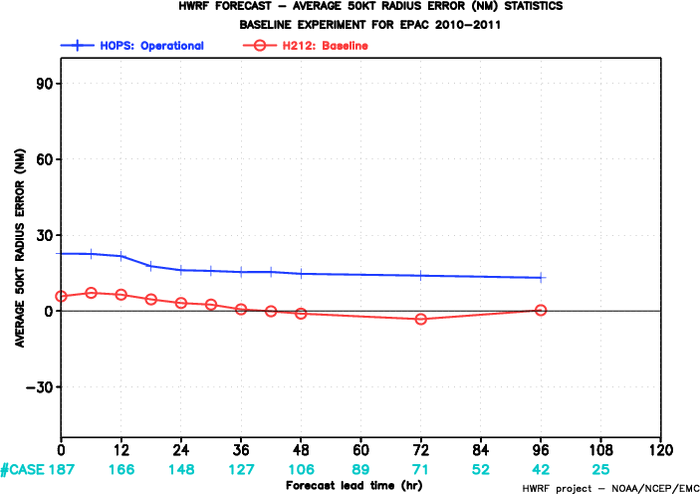 HWRF FORECAST – AVERAGE 50KT RADIUS ERROR (NM) STATISTICS
BASELINE EXPERIMENT FOR EPAC 2010–2011
HOPS: Operational H212: Baseline
AVERAGE 50KT RADIUS ERROR (NM)
90
60
30
0
−30
0 12 24 36 48 60 72 84 96 108 120
#CASE 187 166 148 127 106 89 71 52 42 25
Forecast lead time (hr)
HWRF project – NOAA/NCEP/EMC